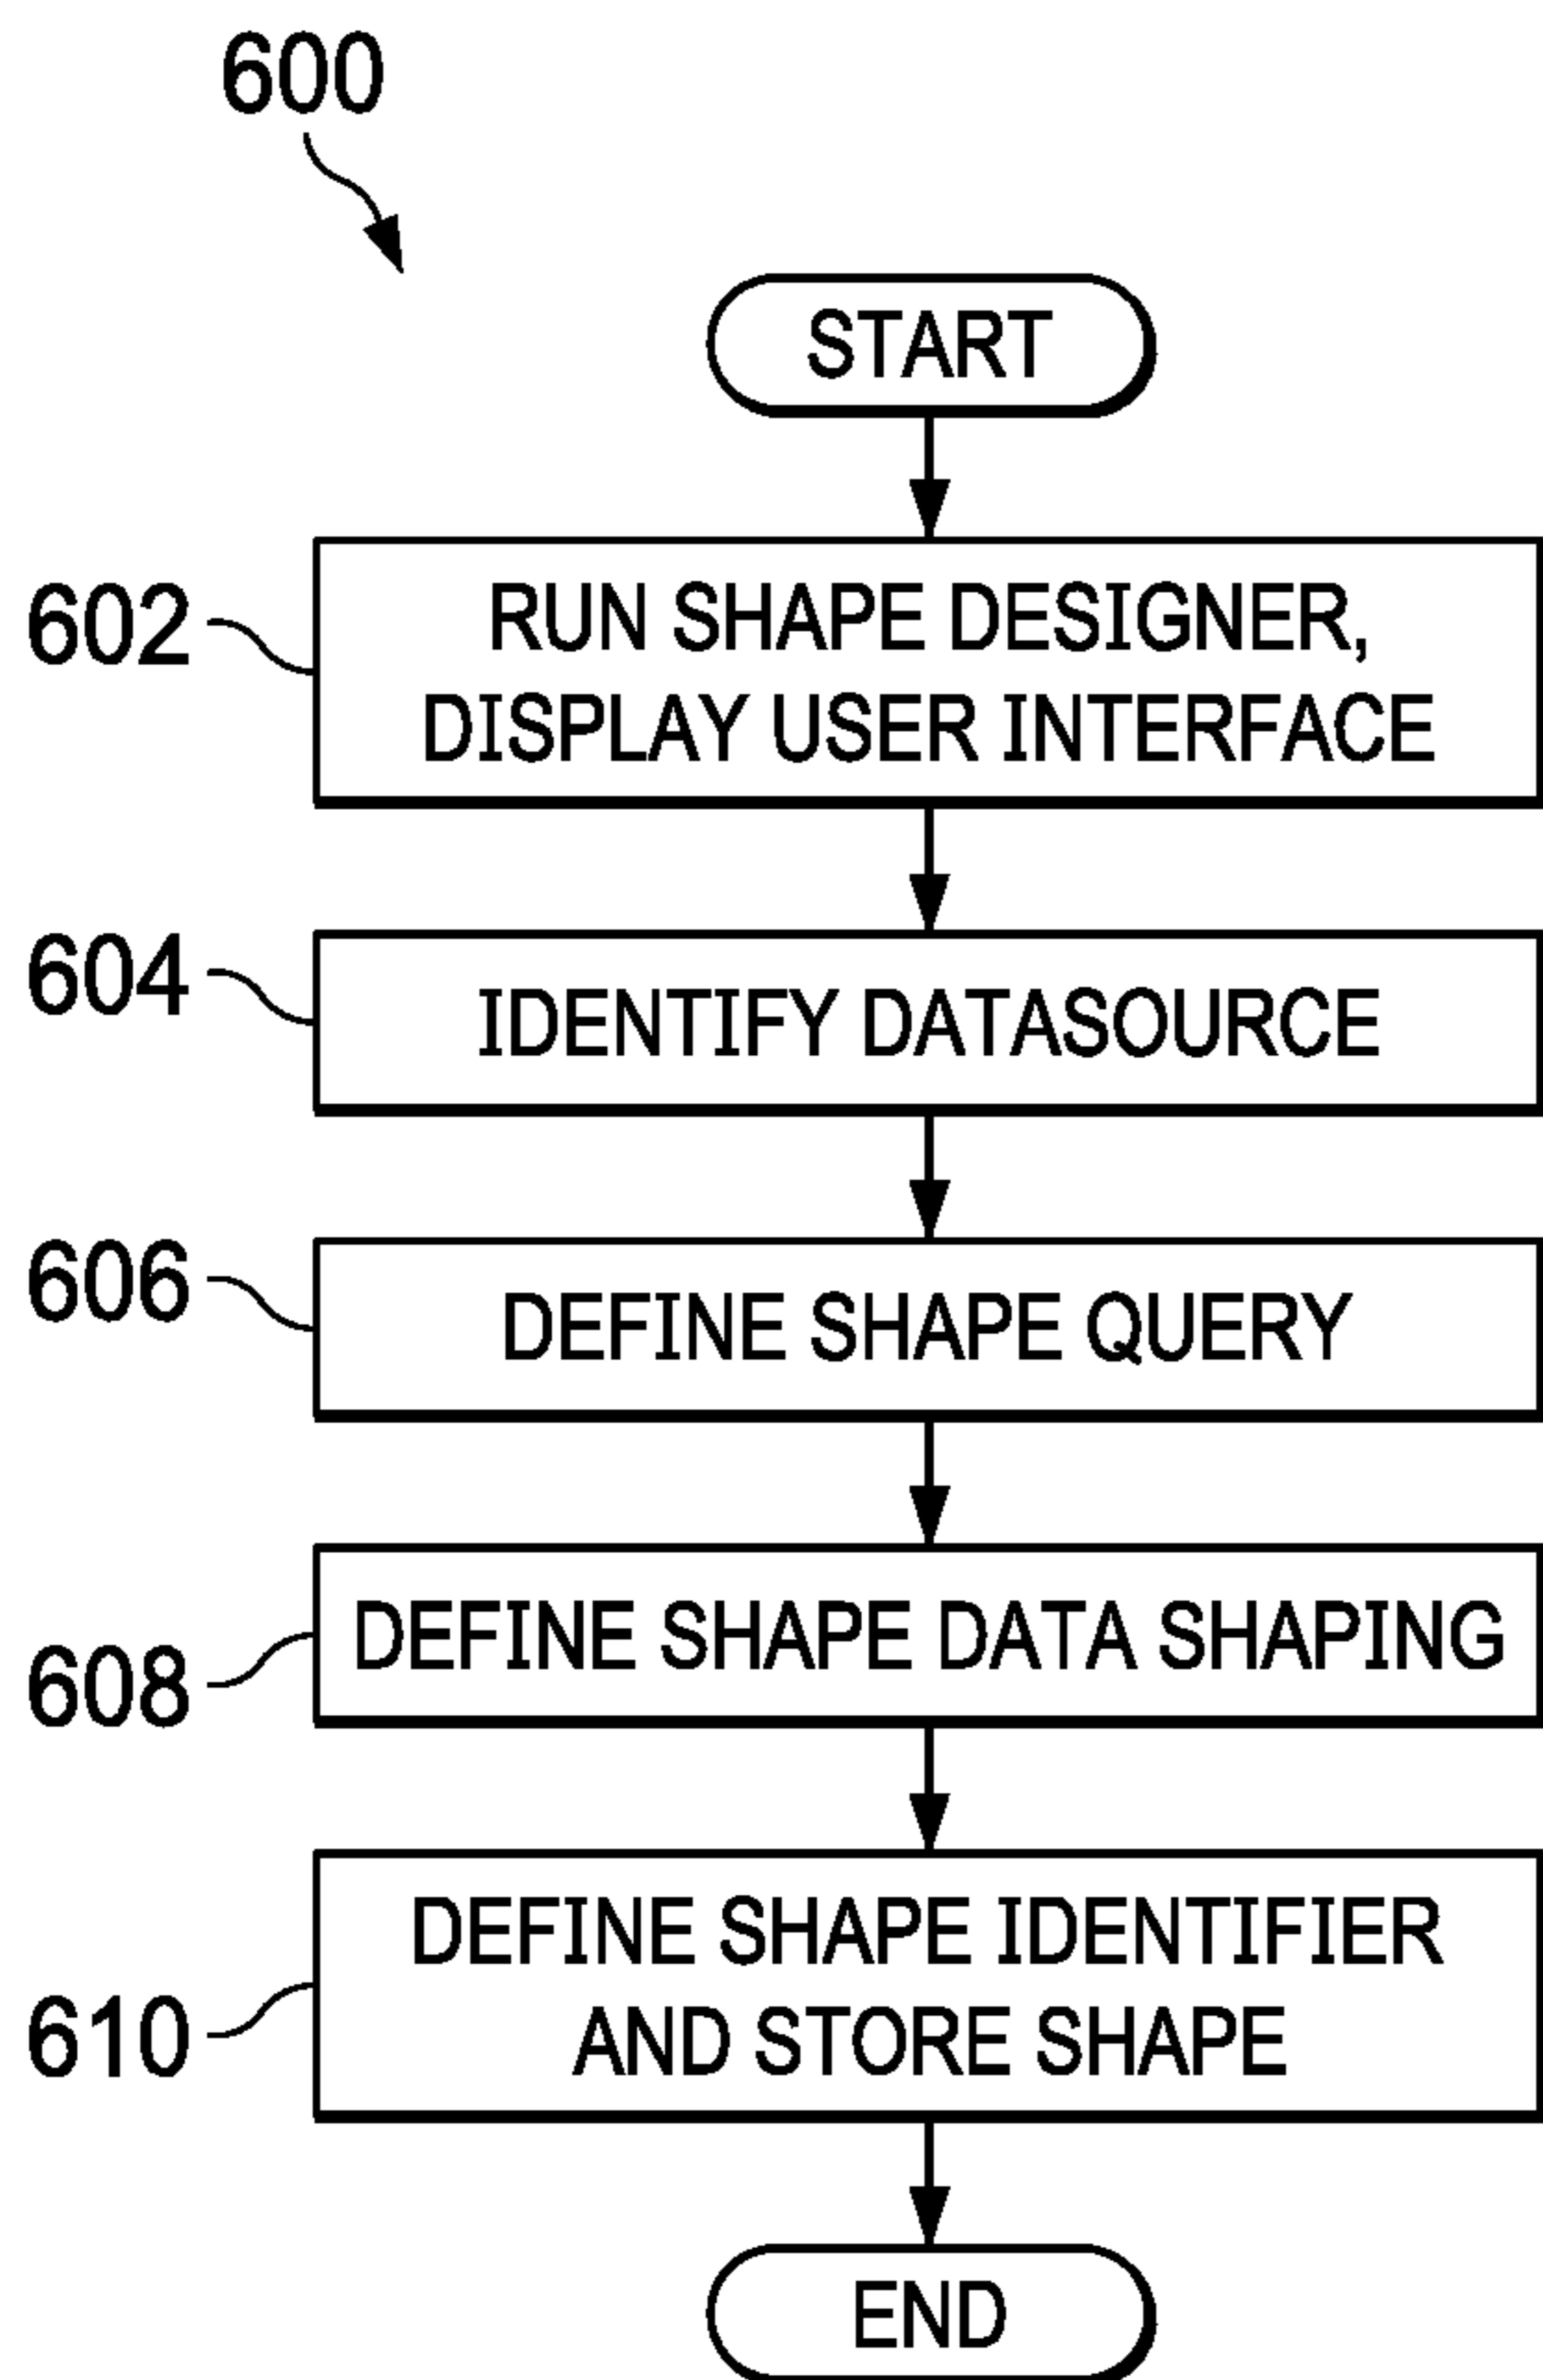 600
START
602
RUN SHAPE DESIGNER,
DISPLAY USER INTERFACE
604
IDENTIFY DATASOURCE
606
DEFINE SHAPE QUERY
608
DEFINE SHAPE DATA SHAPING
610
DEFINE SHAPE IDENTIFIER
AND STORE SHAPE
END